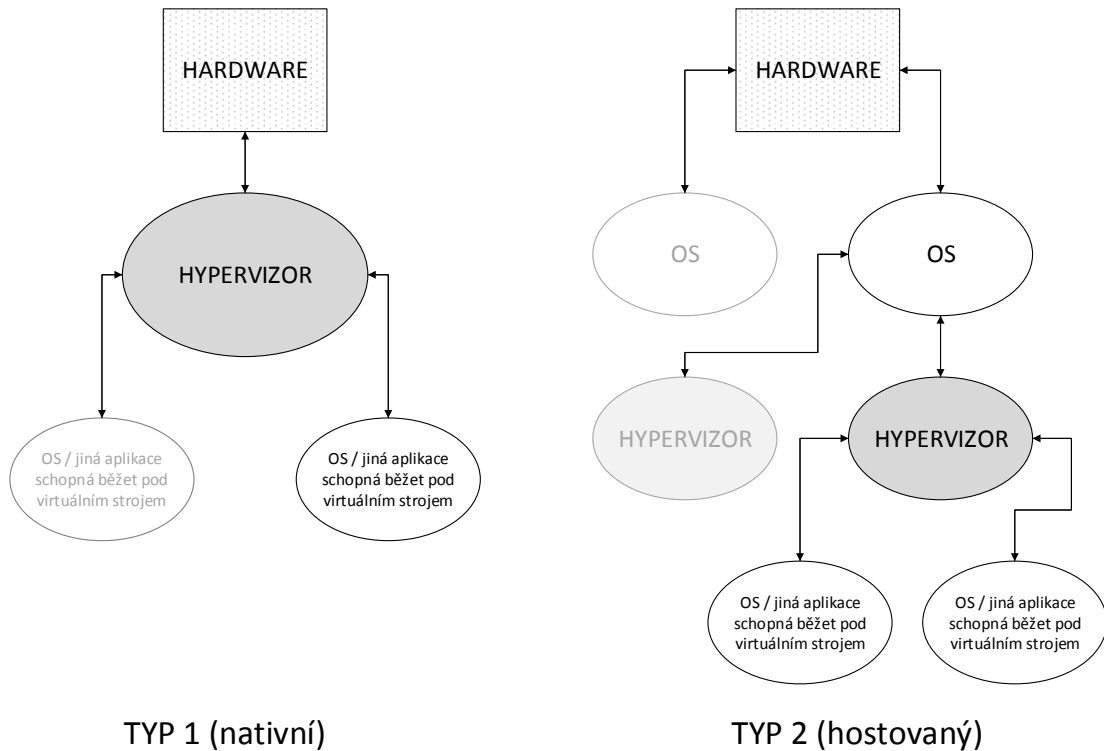 HARDWARE
HYPERVIZOR
OS / jiná aplikace
schopná běžet pod
virtuálním strojem
OS / jiná aplikace
schopná běžet pod
virtuálním strojem
TYP 1 (nativní)
HARDWARE
OS
OS
HYPERVIZOR
HYPERVIZOR
OS / jiná aplikace
schopná běžet pod
virtuálním strojem
OS / jiná aplikace
schopná běžet pod
virtuálním strojem
TYP 2 (hostovaný)